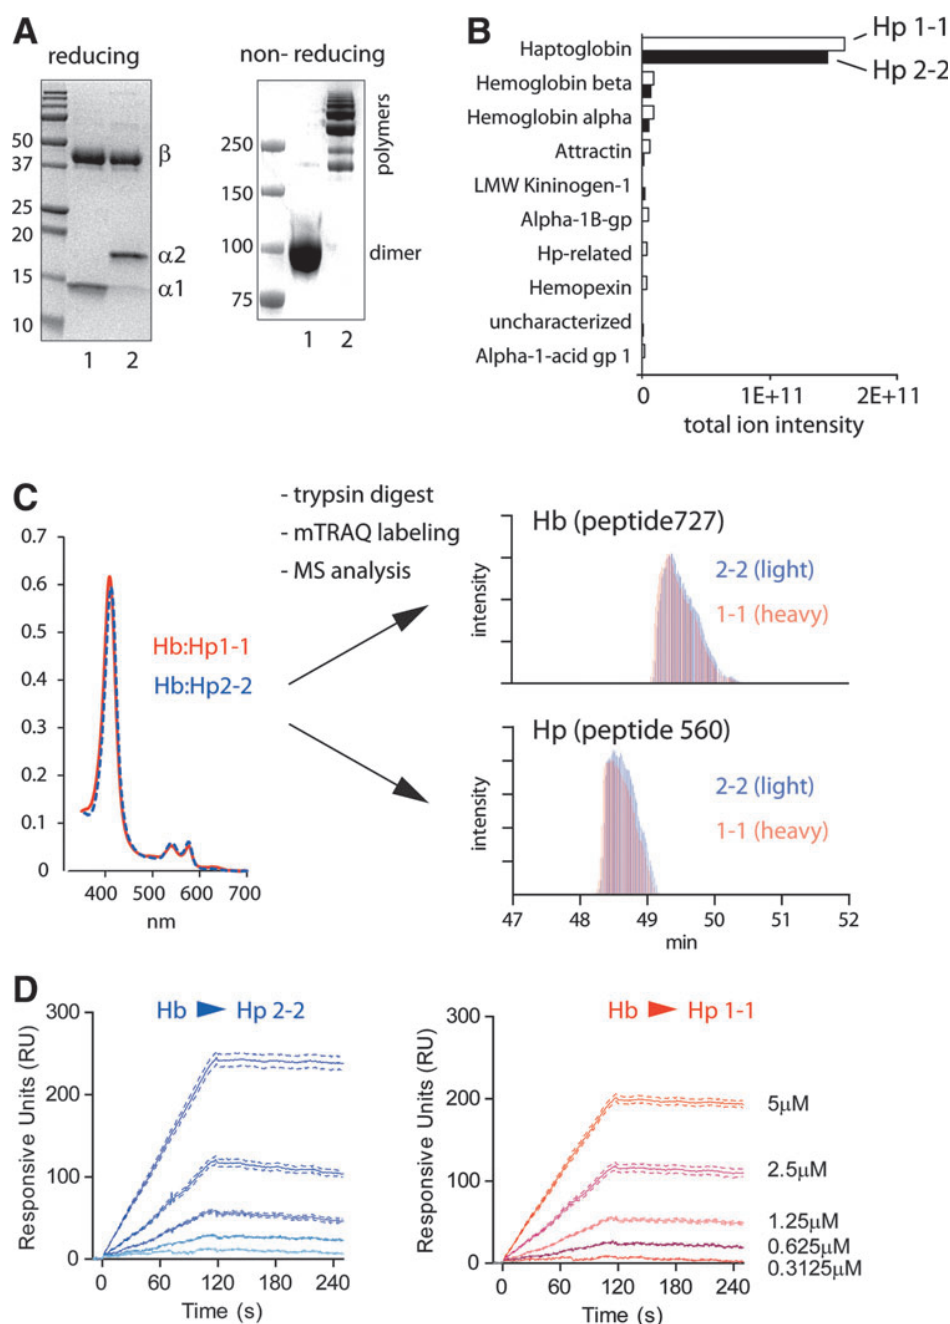 A
reducing
non- reducing
50
37
25
20
15
10
β
α2
α1
1 2
250
150
100
75
polymers
dimer
1 2
B
Haptoglobin
Hemoglobin beta
Hemoglobin alpha
Attractin
LMW Kininogen-1
Alpha-1B-gp
Hp-related
Hemopexin
uncharacterized
Alpha-1-acid gp 1
Hp 1-1
Hp 2-2
0 1E+11 2E+11
total ion intensity
C
0.7
0.6
0.5
0.4
0.3
0.2
0.1
0
400 500 600 700
nm
Hb:Hp1-1
Hb:Hp2-2
- trypsin digest
- mTRAQ labeling
- MS analysis
Hb (peptide727)
2-2 (light)
1-1 (heavy)
intensity
Hp (peptide 560)
2-2 (light)
1-1 (heavy)
intensity
47 48 49 50 51 52
min
D
Hb ► Hp 2-2
Responsive Units (RU)
300
200
100
0
0 60 120 180 240
Time (s)
Hb ► Hp 1-1
Responsive Units (RU)
300
200
100
0
0 60 120 180 240
Time (s)
5μM
2.5μM
1.25μM
0.625μM
0.3125μM